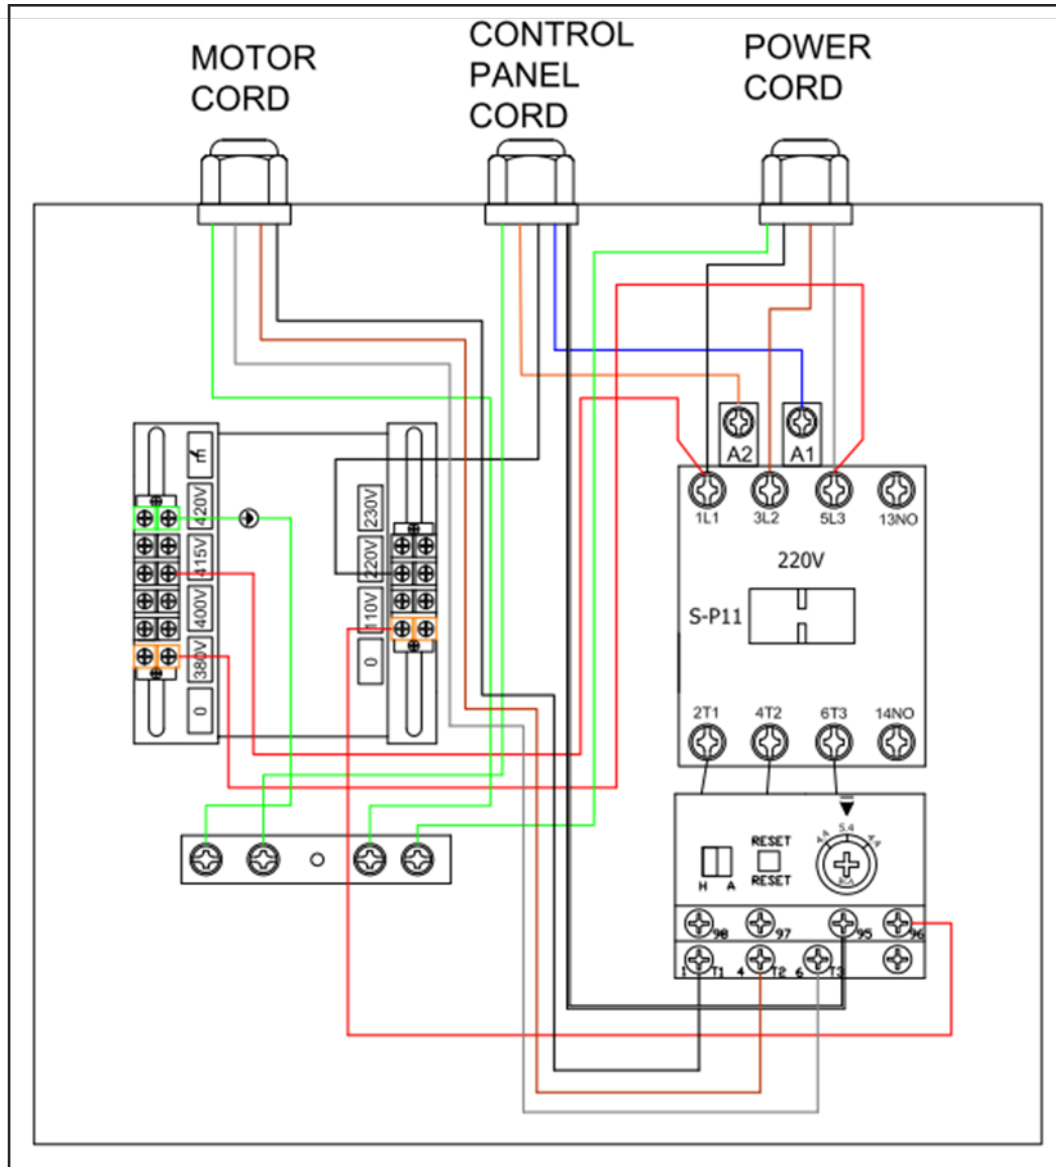 MOTOR
CORD
CONTROL
PANEL
CORD
POWER
CORD
A2
A1
1L1
3L2
5L3
13NO
420V
415V
400V
380V
0
230V
220V
110V
0
220V
S-P11
2T1
4T2
6T3
14NO
H
A
RESET
RESET
5.4
98
97
95
96
1
T1
4
T2
6
T3